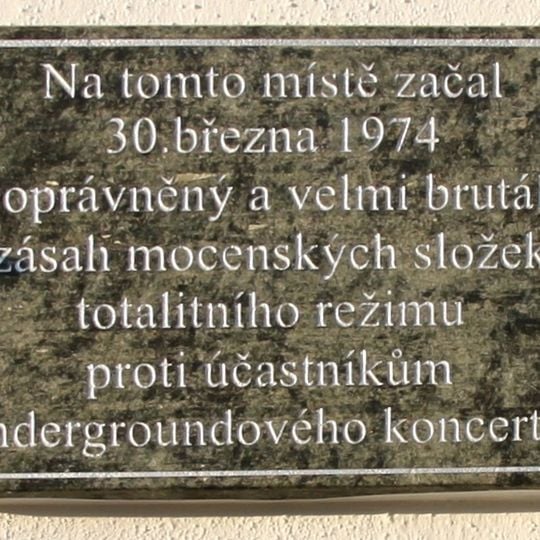 Na tomto místě začal
30.března 1974
oprávněný a velmi brutál
zásah mocenských složek
totalitního režimu
proti účastníkům
ndergroundového koncert